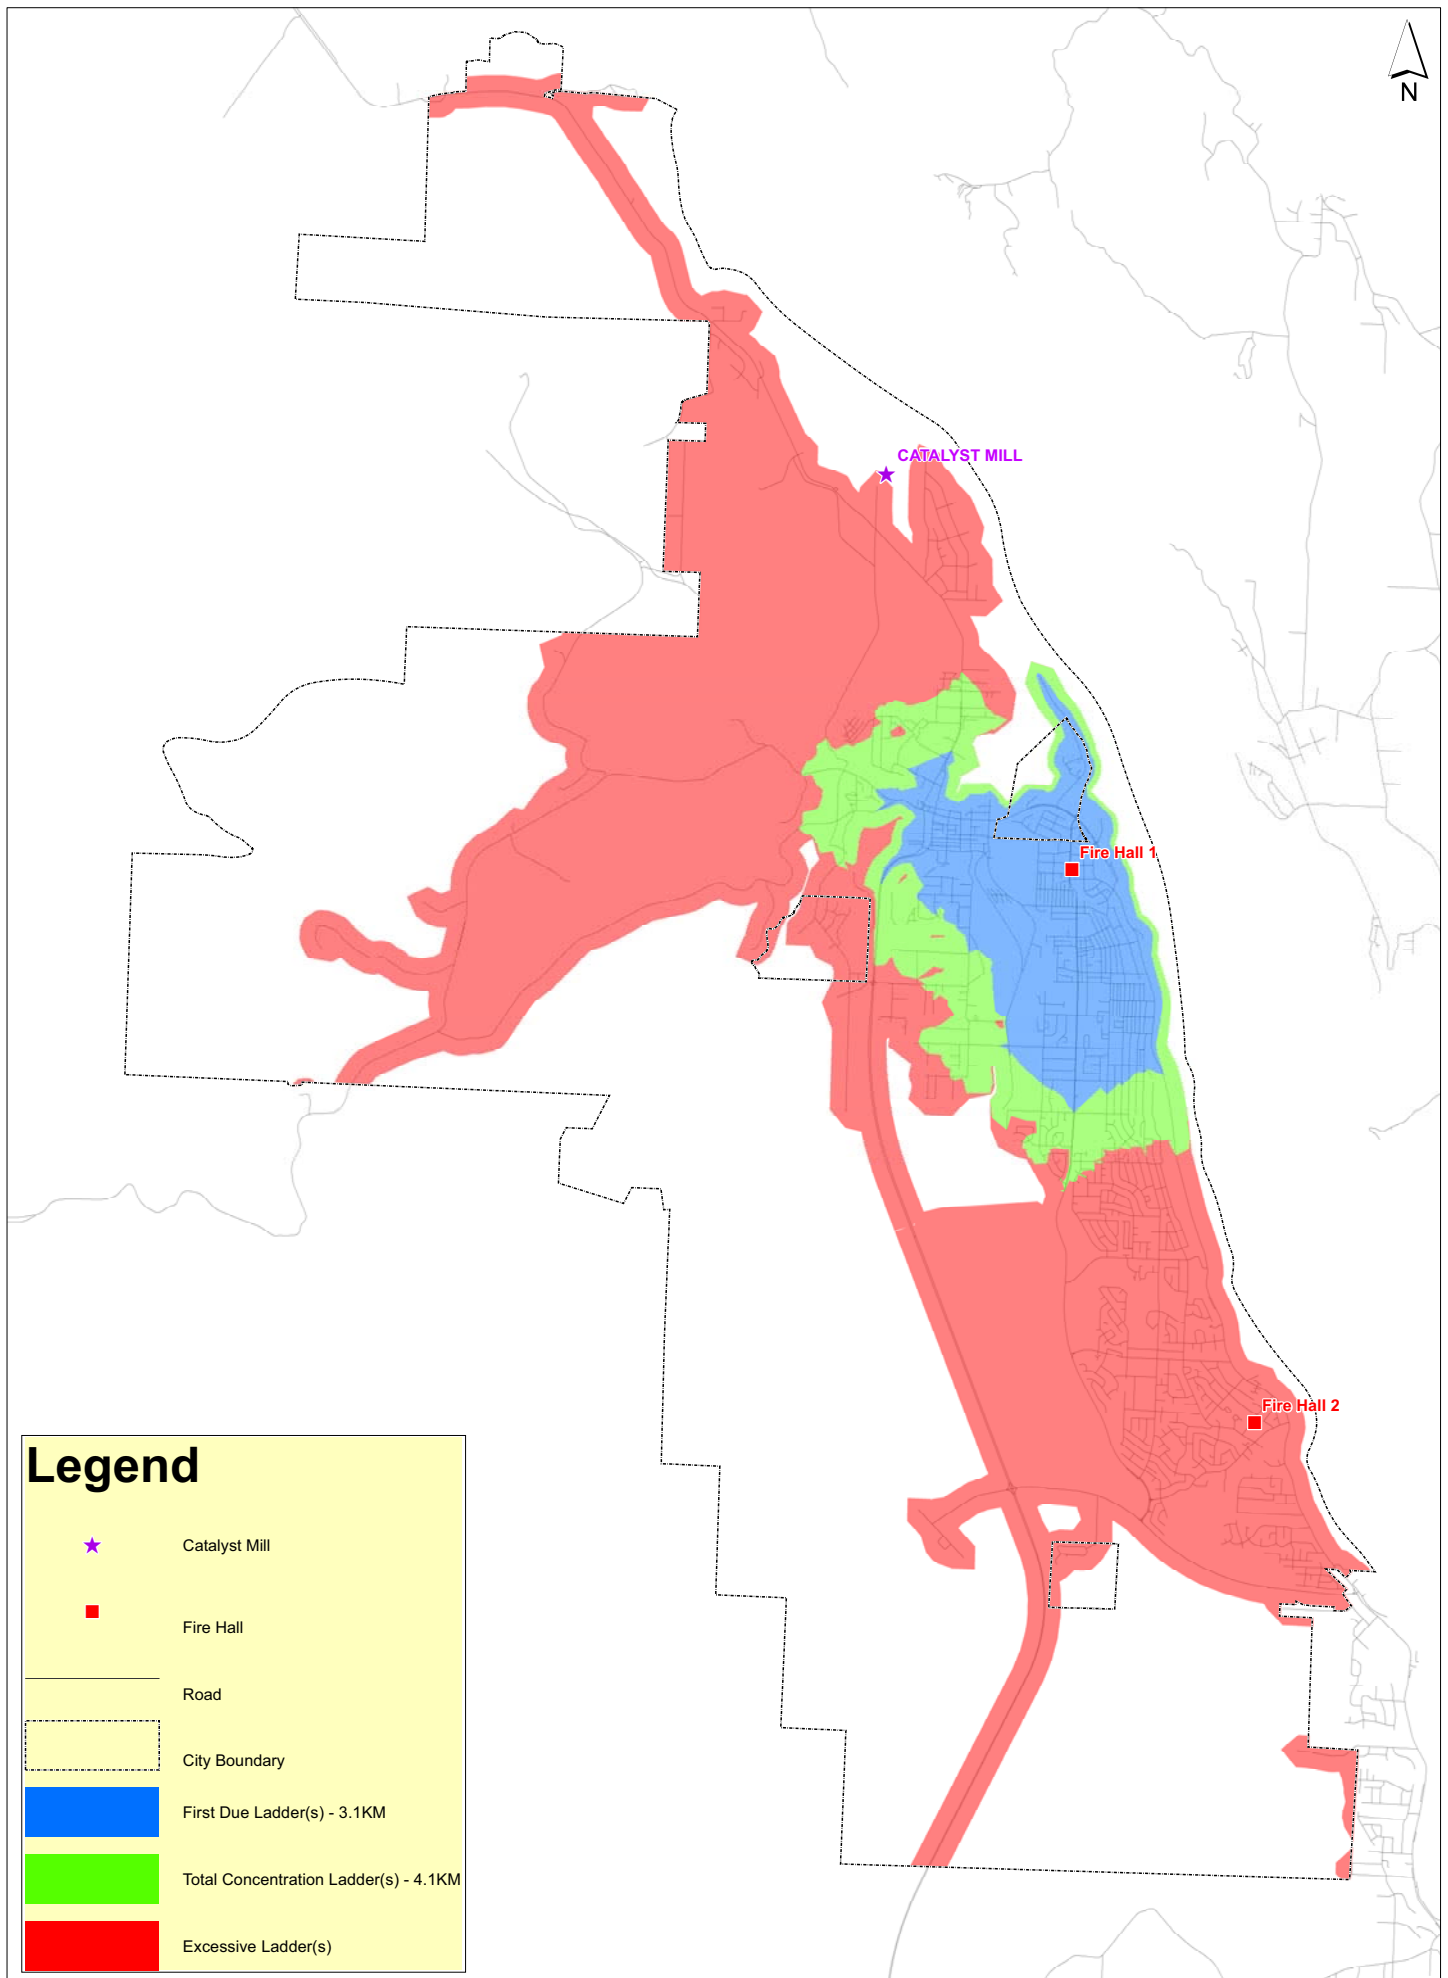 N
CATALYST MILL
Fire Hall 1
Fire Hall 2
Legend
Catalyst Mill
Fire Hall
Road
City Boundary
First Due Ladder(s) - 3.1KM
Total Concentration Ladder(s) - 4.1KM
Excessive Ladder(s)